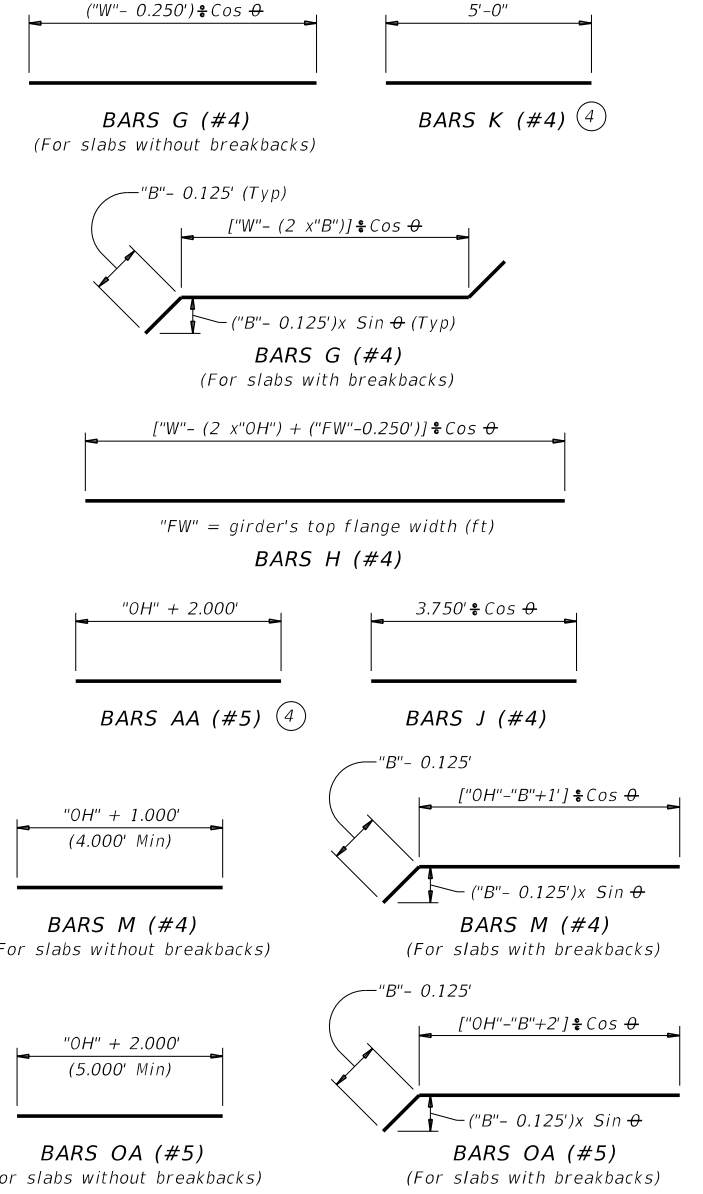 ("W"- 0.250')÷Cos θ
5'-0"
BARS G (#4)
BARS K (#4) 4
(For slabs without breakbacks)
"B"- 0.125' (Typ)
["W"- (2 x"B")]÷Cos θ
("B"- 0.125')x Sin θ (Typ)
BARS G (#4)
(For slabs with breakbacks)
["W"- (2 x"OH") + ("FW"-0.250')]÷Cos θ
"FW" = girder's top flange width (ft)
BARS H (#4)
"OH" + 2.000'
3.750'÷Cos θ
BARS AA (#5) 4
BARS J (#4)
"B"- 0.125'
["OH"-"B"+1']÷Cos θ
"OH" + 1.000'
(4.000' Min)
("B"- 0.125')x Sin θ
BARS M (#4)
BARS M (#4)
For slabs without breakbacks)
(For slabs with breakbacks)
"B"- 0.125'
["OH"-"B"+2']÷Cos θ
"OH" + 2.000'
(5.000' Min)
("B"- 0.125')x Sin θ
BARS OA (#5)
BARS OA (#5)
or slabs without breakbacks)
(For slabs with breakbacks)